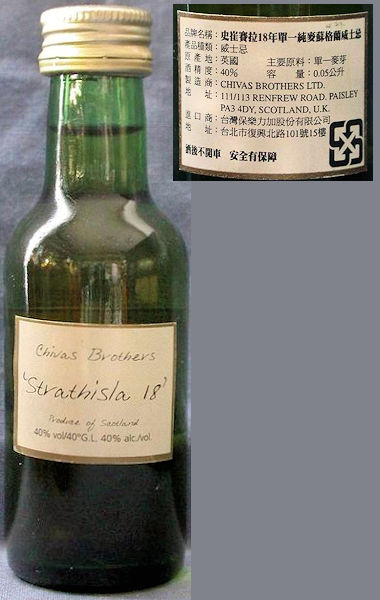 Chivas Brothers
"Strathisla 18"
Produce of Scotland
40% vol/40°G.L. 40% alc./vol.
品牌名稱：史崔賽拉18年單一純麥蘇格蘭威士忌
產品種類：威士忌
原產地：英國 主要原料：單一麥芽
酒精度：40% 容量：0.05公升
製造商：CHIVAS BROTHERS LTD.
地址：111/113 RENFREW ROAD, PAISLEY
PA3 4DY, SCOTLAND, U.K.
進口商：台灣保樂力加股份有限公司
地址：台北市復興北路101號15樓
酒後不開車 安全有保障